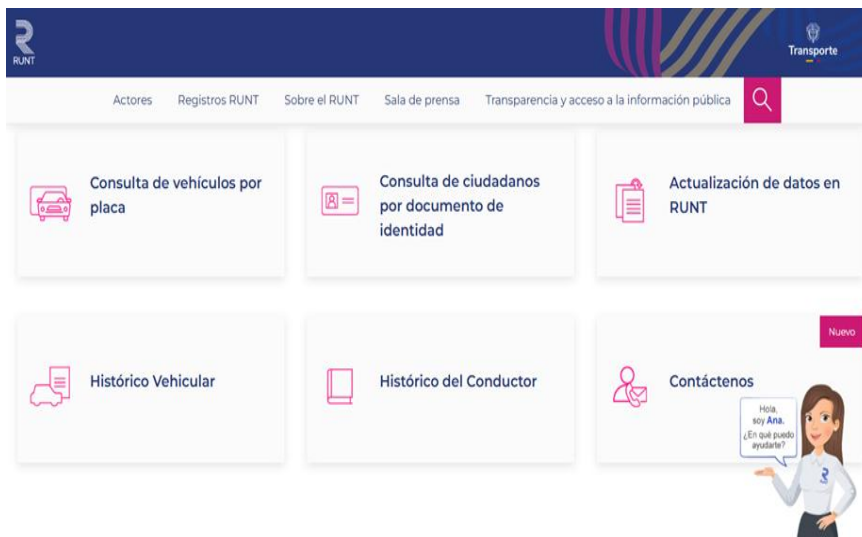 RUNT
Transporte
Actores Registros RUNT Sobre el RUNT Sala de prensa Transparencia y acceso a la información pública
Consulta de vehículos por
placa
Consulta de ciudadanos
por documento de
identidad
Actualización de datos en
RUNT
Histórico Vehicular
Histórico del Conductor
Nuevo
Contáctenos
Hola,
soy Ana.
¿En qué puedo
ayudarte?